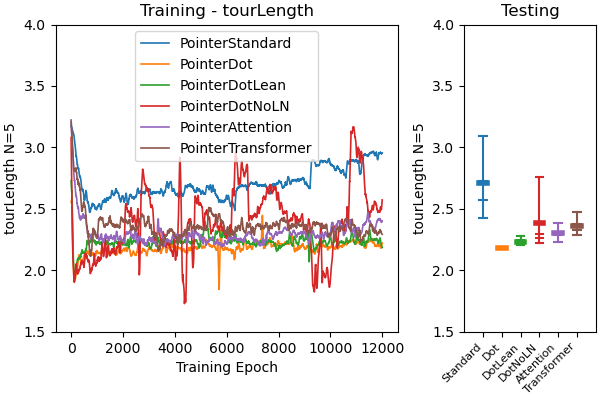 Training - tourLength
tourLength N=5
4.0
3.5
3.0
2.5
2.0
1.5
PointerStandard
PointerDot
PointerDotLean
PointerDotNoLN
PointerAttention
PointerTransformer
0 2000 4000 6000 8000 10000 12000
Training Epoch
Testing
tourLength N=5
4.0
3.5
3.0
2.5
2.0
1.5
Standard
Dot
DotLean
DotNoLN
Attention
Transformer